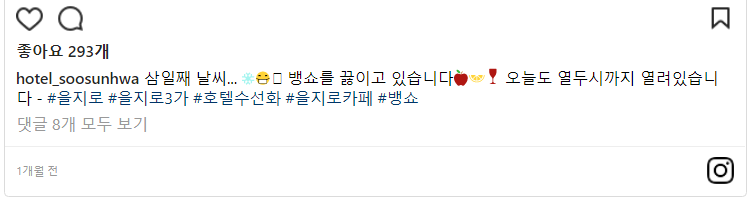 좋아요 293개
hotel_soosunhwa 삼일째 날씨... ❄️😂 뱅쇼를 끓이고 있습니다🍎🍋🍷 오늘도 열두시까지 열려있습니
다 - #을지로 #을지로3가 #호텔수선화 #을지로카페 #뱅쇼
댓글 8개 모두 보기
1개월 전